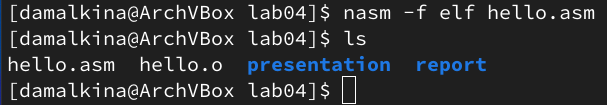 [damalkina@ArchVBox lab04]$ nasm -f elf hello.asm
[damalkina@ArchVBox lab04]$ ls
hello.asm  hello.o  presentation  report
[damalkina@ArchVBox lab04]$